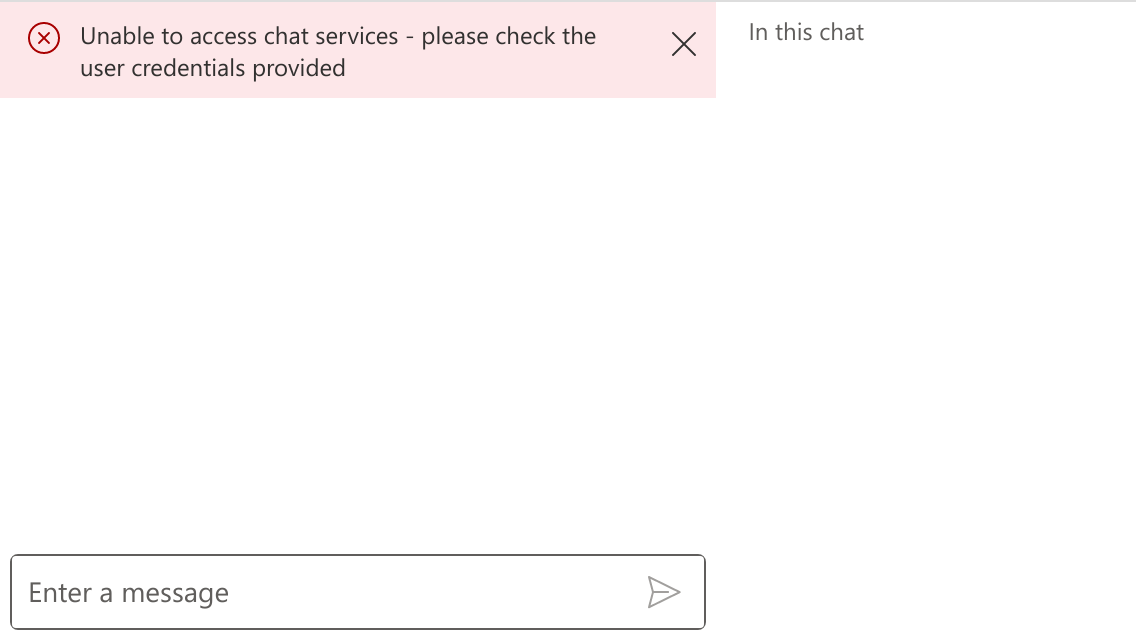 Unable to access chat services - please check the
user credentials provided
In this chat
Enter a message